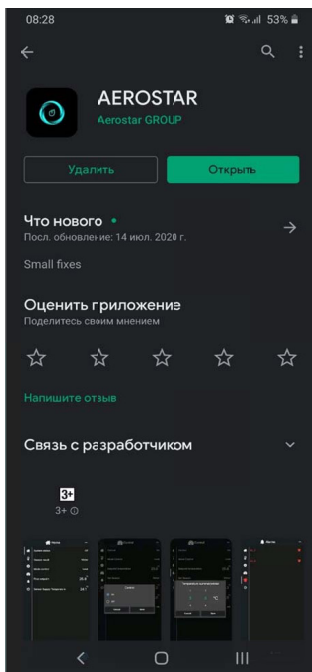 08:28
53%
AEROSTAR
Aerostar GROUP
Удалить
Открыть
Что нового
Посл. обновление: 14 июл. 2020 г.
Small fixes
Оценить приложение
Поделитесь своим мнением
Напишите отзыв
Связь с разработчиком
3+
3+